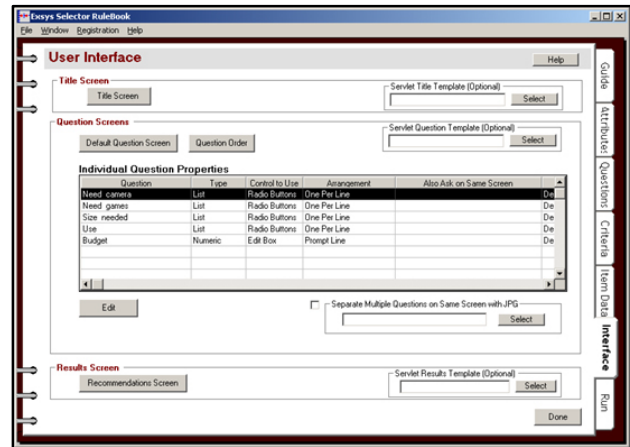 Exsys Selector RuleBook
File Window Registration Help
User Interface
Help
Title Screen
Title Screen
Servlet Title Template (Optional)
Select
Question Screens
Default Question Screen
Question Order
Servlet Question Template (Optional)
Select
Individual Question Properties
Question Type Control to Use Arrangement Also Ask on Same Screen
Need camera List Radio Buttons One Per Line De
Need games List Radio Buttons One Per Line De
Size needed List Radio Buttons One Per Line De
Use List Radio Buttons One Per Line De
Budget Numeric Edit Box Prompt Line De
Edit
Separate Multiple Questions on Same Screen with JPG
Select
Results Screen
Recommendations Screen
Servlet Results Template (Optional)
Select
Done
Guide
Attributes
Questions
Criteria
Item Data
Interface
Run